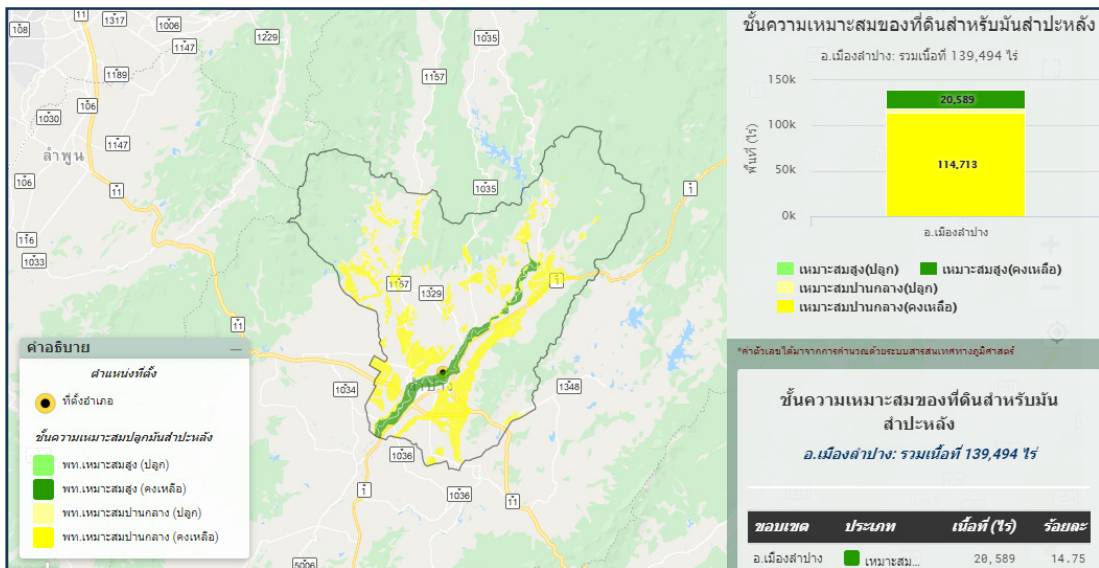 108
1317
1006
1147
1229
1035
1157
1189
106
1030
1147
ลำพูน
106
11
1035
1
116
1033
1157
1329
1
11
ลำปาง
1034
1348
1036
1
1036
11
5006
คำอธิบาย
ตำแหน่งที่ตั้ง
ที่ตั้งอำเภอ
ชั้นความเหมาะสมปลูกมันสำปะหลัง
พท.เหมาะสมสูง (ปลูก)
พท.เหมาะสมสูง (คงเหลือ)
พท.เหมาะสมปานกลาง (ปลูก)
พท.เหมาะสมปานกลาง (คงเหลือ)
ชั้นความเหมาะสมของที่ดินสำหรับมันสำปะหลัง
อ.เมืองลำปาง: รวมเนื้อที่ 139,494 ไร่
150k
100k
50k
0k
พื้นที่ (ไร่)
20,589
114,713
อ.เมืองลำปาง
เหมาะสมสูง(ปลูก) เหมาะสมสูง(คงเหลือ)
เหมาะสมปานกลาง(ปลูก)
เหมาะสมปานกลาง(คงเหลือ)
*ค่าตัวเลขได้มาจากการคำนวณด้วยระบบสารสนเทศทางภูมิศาสตร์
ชั้นความเหมาะสมของที่ดินสำหรับมัน
สำปะหลัง
อ.เมืองลำปาง: รวมเนื้อที่ 139,494 ไร่
ขอบเขต ประเภท เนื้อที่ (ไร่) ร้อยละ
อ.เมืองลำปาง เหมาะสม... 20,589 14.75